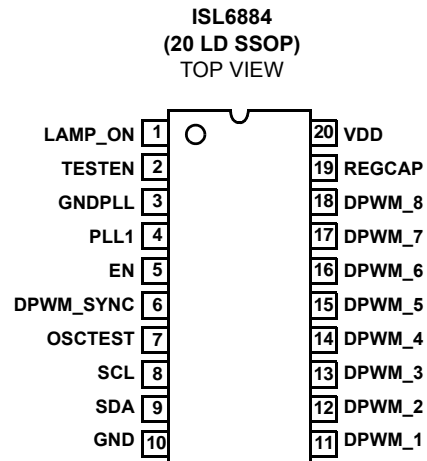 ISL6884
(20 LD SSOP)
TOP VIEW
LAMP_ON 1 20 VDD
TESTEN 2 19 REGCAP
GNDPLL 3 18 DPWM_8
PLL1 4 17 DPWM_7
EN 5 16 DPWM_6
DPWM_SYNC 6 15 DPWM_5
OSCTEST 7 14 DPWM_4
SCL 8 13 DPWM_3
SDA 9 12 DPWM_2
GND 10 11 DPWM_1